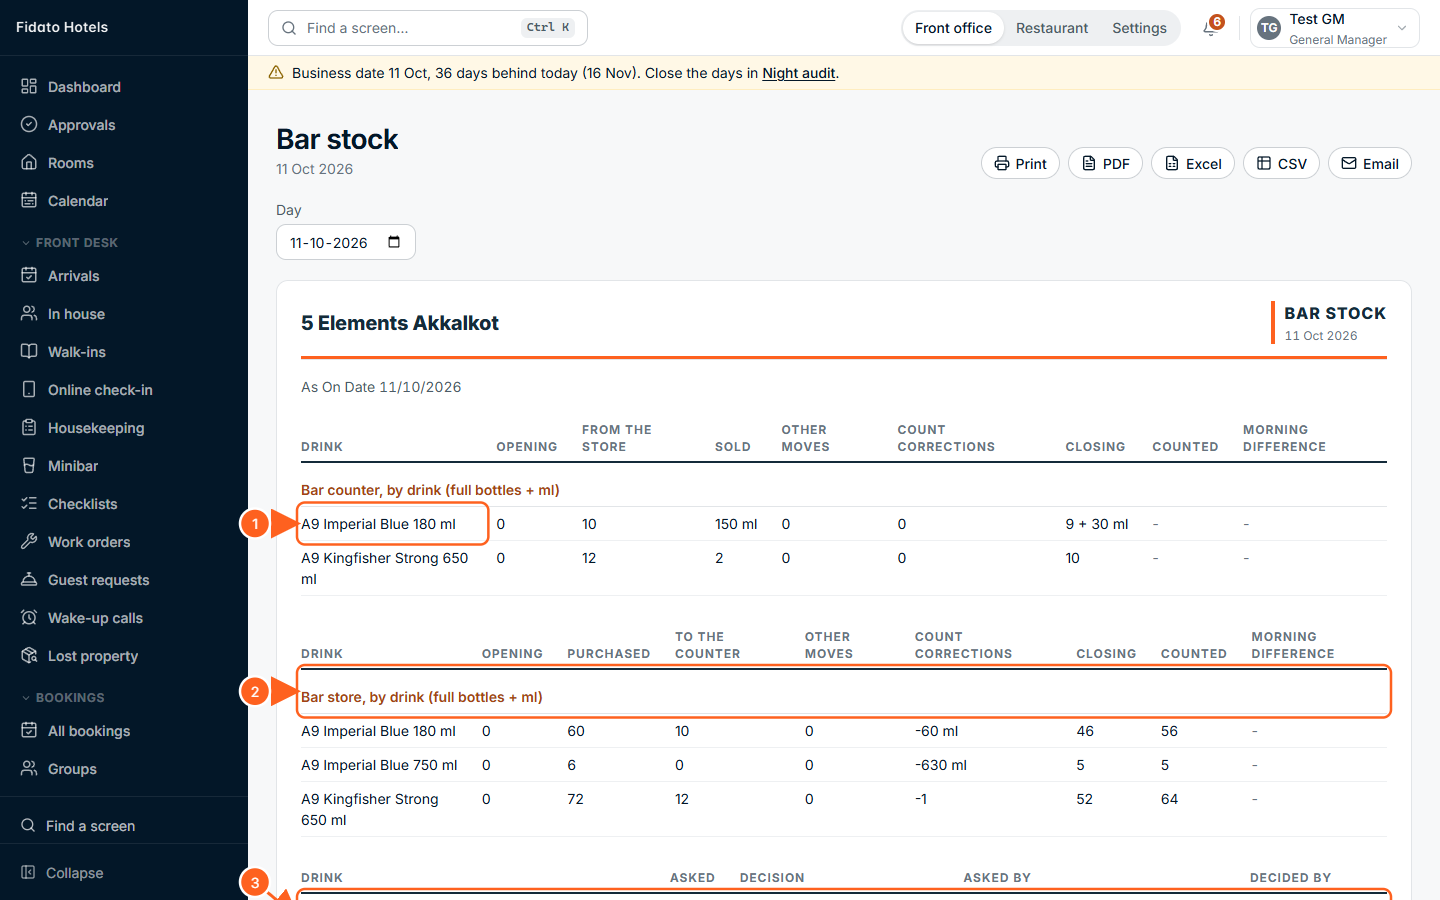 Fidato Hotels
Find a screen...
Ctrl K
Front office
Restaurant
Settings
6
TG
Test GM
General Manager
Business date 11 Oct, 36 days behind today (16 Nov). Close the days in Night audit.
Dashboard
Approvals
Rooms
Calendar
FRONT DESK
Arrivals
In house
Walk-ins
Online check-in
Housekeeping
Minibar
Checklists
Work orders
Guest requests
Wake-up calls
Lost property
BOOKINGS
All bookings
Groups
Find a screen
Collapse
Bar stock
11 Oct 2026
Print
PDF
Excel
CSV
Email
Day
11-10-2026
5 Elements Akkalkot
BAR STOCK
11 Oct 2026
As On Date 11/10/2026
DRINK OPENING FROM THE STORE SOLD OTHER MOVES COUNT CORRECTIONS CLOSING COUNTED MORNING DIFFERENCE
Bar counter, by drink (full bottles + ml)
1
A9 Imperial Blue 180 ml 0 10 150 ml 0 0 9 + 30 ml - -
A9 Kingfisher Strong 650 ml 0 12 2 0 0 10 - -
DRINK OPENING PURCHASED TO THE COUNTER OTHER MOVES COUNT CORRECTIONS CLOSING COUNTED MORNING DIFFERENCE
2
Bar store, by drink (full bottles + ml)
A9 Imperial Blue 180 ml 0 60 10 0 -60 ml 46 56 -
A9 Imperial Blue 750 ml 0 6 0 0 -630 ml 5 5 -
A9 Kingfisher Strong 650 ml 0 72 12 0 -1 52 64 -
3
DRINK ASKED DECISION ASKED BY DECIDED BY